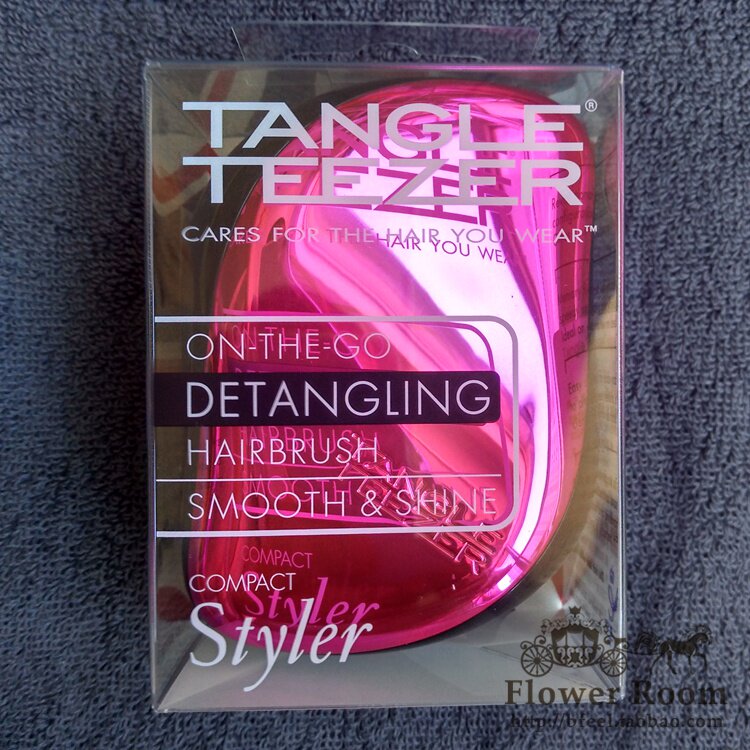 TANGLE
TEEZER®
CARES FOR THE HAIR YOU WEAR™
ON-THE-GO
DETANGLING
HAIRBRUSH
SMOOTH & SHINE
COMPACT
Styler
Flower Room